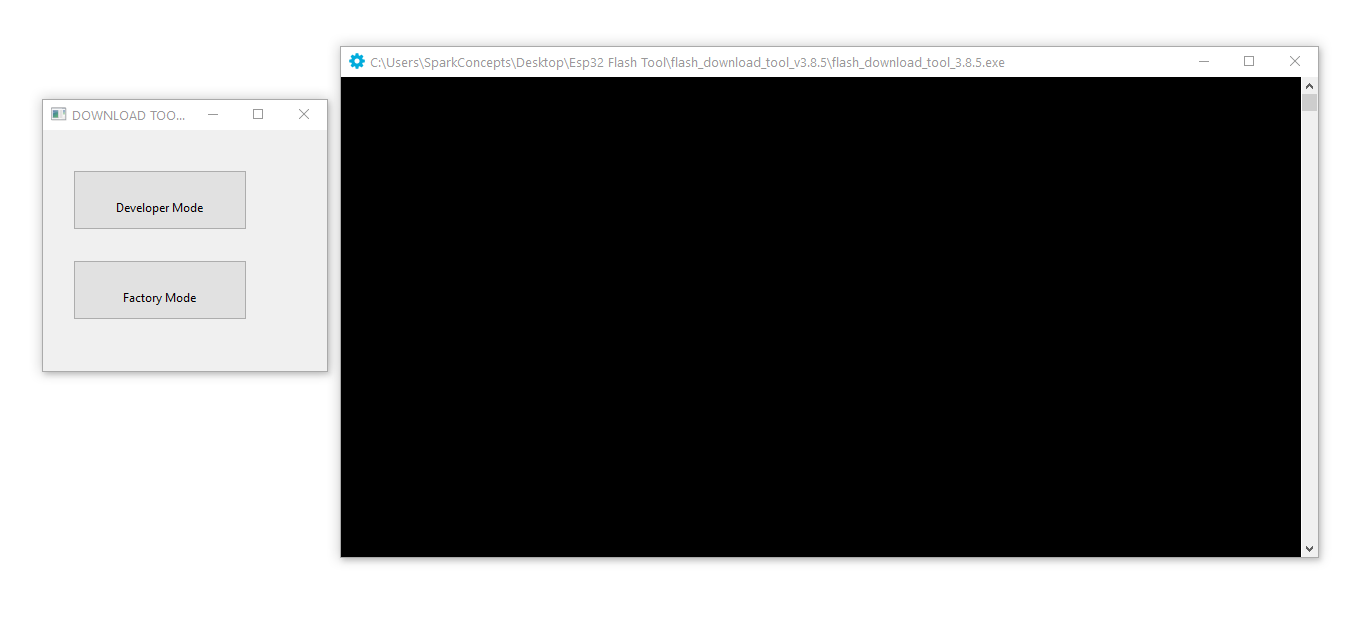 C:\Users\SparkConcepts\Desktop\Esp32 Flash Tool\flash_download_tool_v3.8.5\flash_download_tool_3.8.5.exe
DOWNLOAD TOO...
Developer Mode
Factory Mode